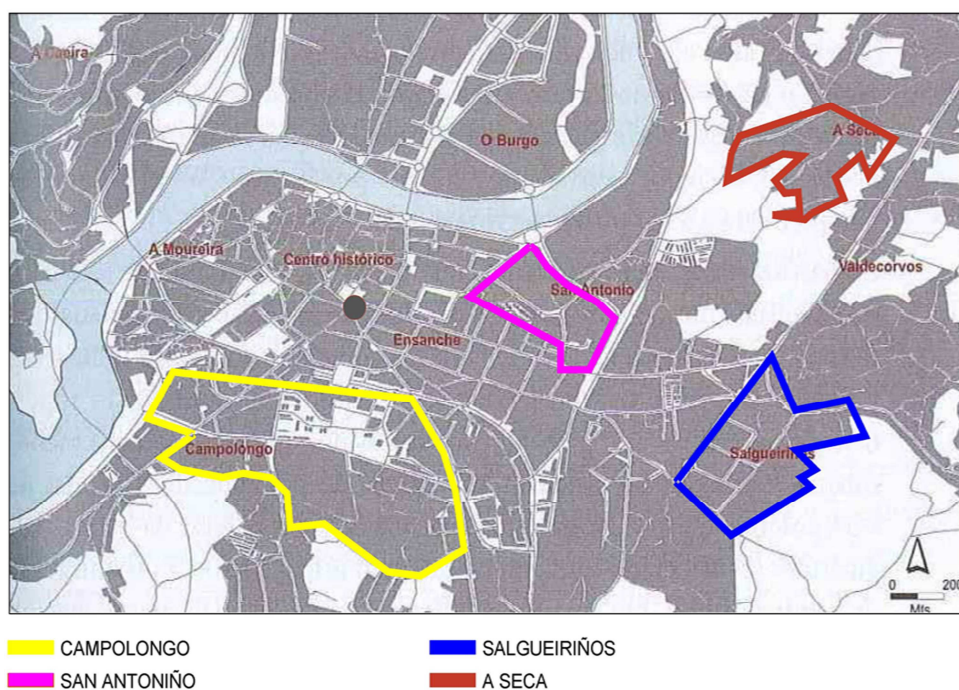 A Caeira
O Burgo
A Seca
A Moureira
Centro histórico
San Antonio
Valdecorvos
Ensanche
Campolongo
Salgueiriños
0 200
Mts
CAMPOLONGO
SALGUEIRIÑOS
SAN ANTONIÑO
A SECA